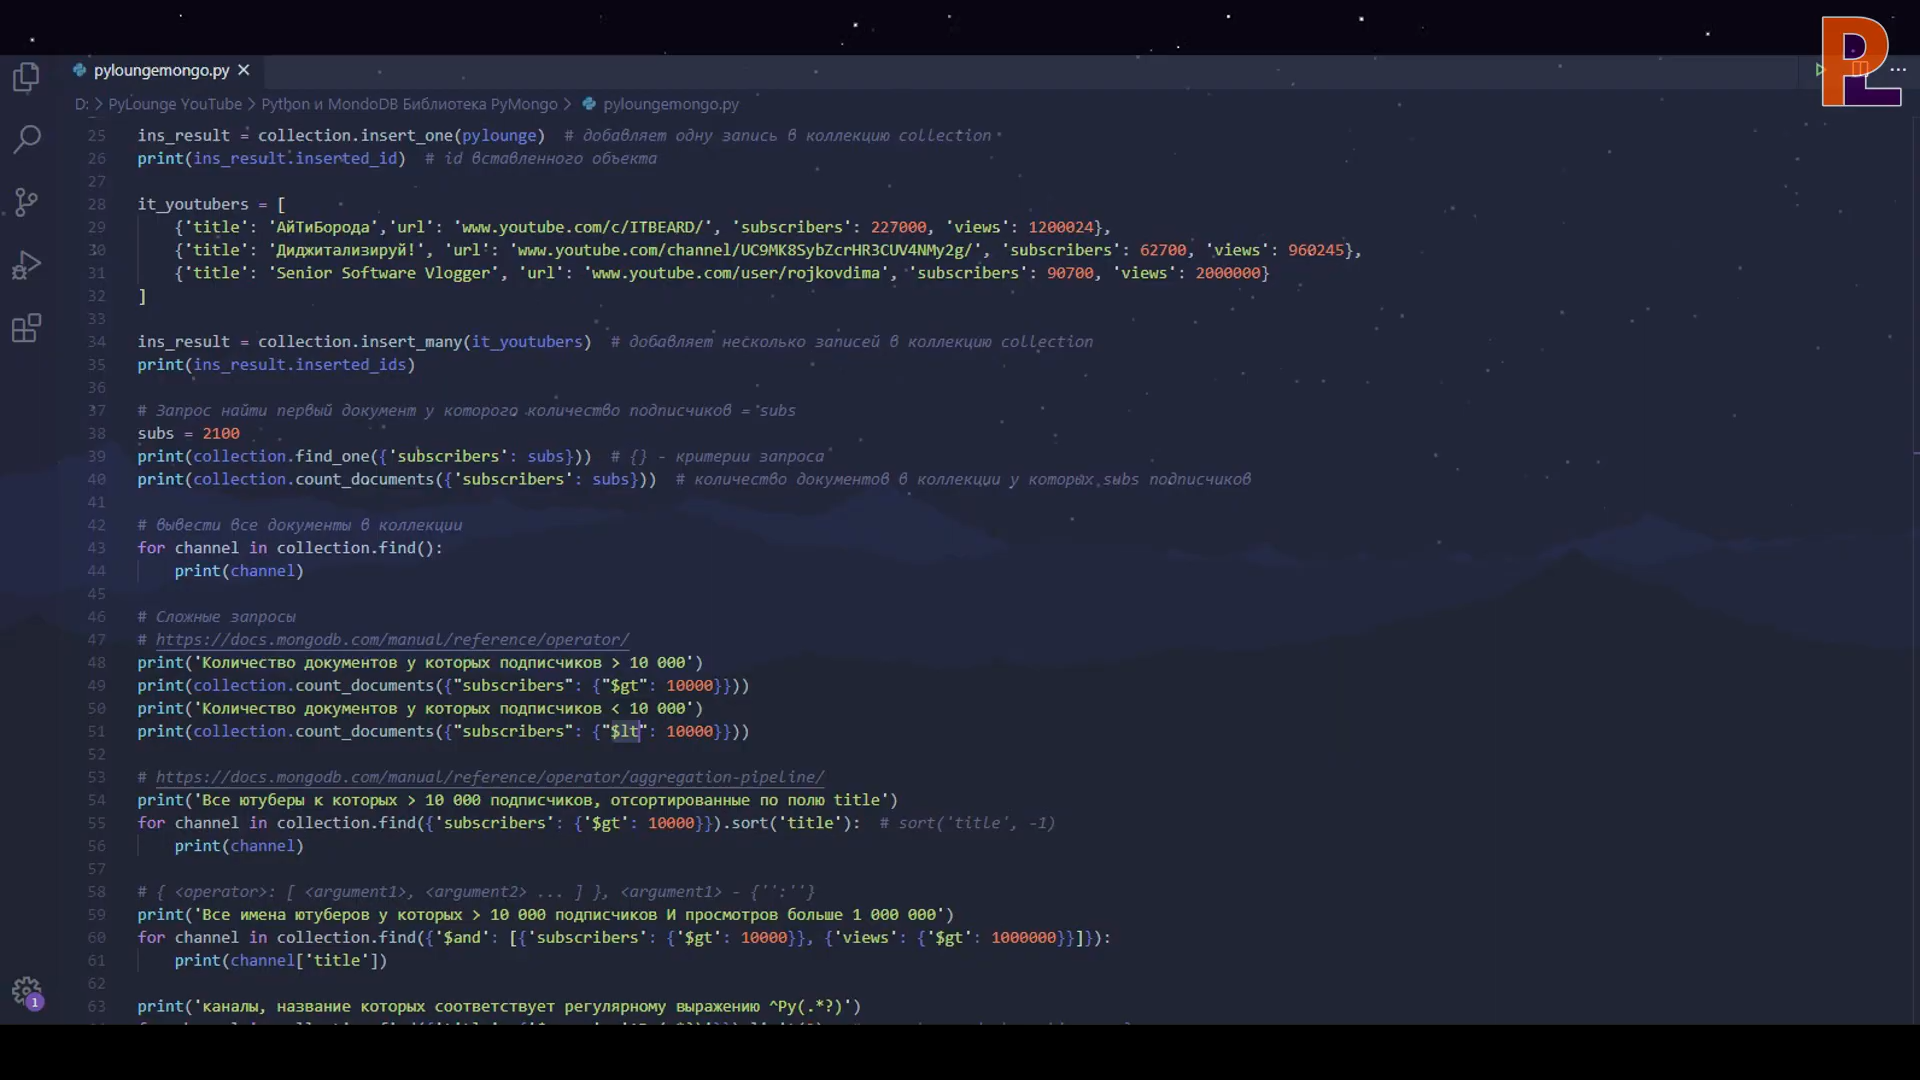 PL
pyloungemongo.py
D: > PyLounge YouTube > Python и MondoDB Библиотека PyMongo > pyloungemongo.py
25 ins_result = collection.insert_one(pylounge)  # добавляет одну запись в коллекцию collection
26 print(ins_result.inserted_id)  # id вставленного объекта
27
28 it_youtubers = [
29     {'title': 'АйТиБорода','url': 'www.youtube.com/c/ITBEARD/', 'subscribers': 227000, 'views': 1200024},
30     {'title': 'Диджитализируй!', 'url': 'www.youtube.com/channel/UC9MK8SybZcrHR3CUV4NMy2g/', 'subscribers': 62700, 'views': 960245},
31     {'title': 'Senior Software Vlogger', 'url': 'www.youtube.com/user/rojkovdima', 'subscribers': 90700, 'views': 2000000}
32 ]
33
34 ins_result = collection.insert_many(it_youtubers)  # добавляет несколько записей в коллекцию collection
35 print(ins_result.inserted_ids)
36
37 # Запрос найти первый документ у которого количество подписчиков = subs
38 subs = 2100
39 print(collection.find_one({'subscribers': subs}))  # {} - критерии запроса
40 print(collection.count_documents({'subscribers': subs}))  # количество документов в коллекции у которых subs подписчиков
41
42 # вывести все документы в коллекции
43 for channel in collection.find():
44     print(channel)
45
46 # Сложные запросы
47 # https://docs.mongodb.com/manual/reference/operator/
48 print('Количество документов у которых подписчиков > 10 000')
49 print(collection.count_documents({"subscribers": {"$gt": 10000}}))
50 print('Количество документов у которых подписчиков < 10 000')
51 print(collection.count_documents({"subscribers": {"$lt": 10000}}))
52
53 # https://docs.mongodb.com/manual/reference/operator/aggregation-pipeline/
54 print('Все ютуберы к которых > 10 000 подписчиков, отсортированные по полю title')
55 for channel in collection.find({'subscribers': {'$gt': 10000}}).sort('title'):  # sort('title', -1)
56     print(channel)
57
58 # { <operator>: [ <argument1>, <argument2> ... ] }, <argument1> - {'':''}
59 print('Все имена ютуберов у которых > 10 000 подписчиков И просмотров больше 1 000 000')
60 for channel in collection.find({'$and': [{'subscribers': {'$gt': 10000}}, {'views': {'$gt': 1000000}}]}):
61     print(channel['title'])
62
63 print('каналы, название которых соответствует регулярному выражению ^Py(.*?)')
1